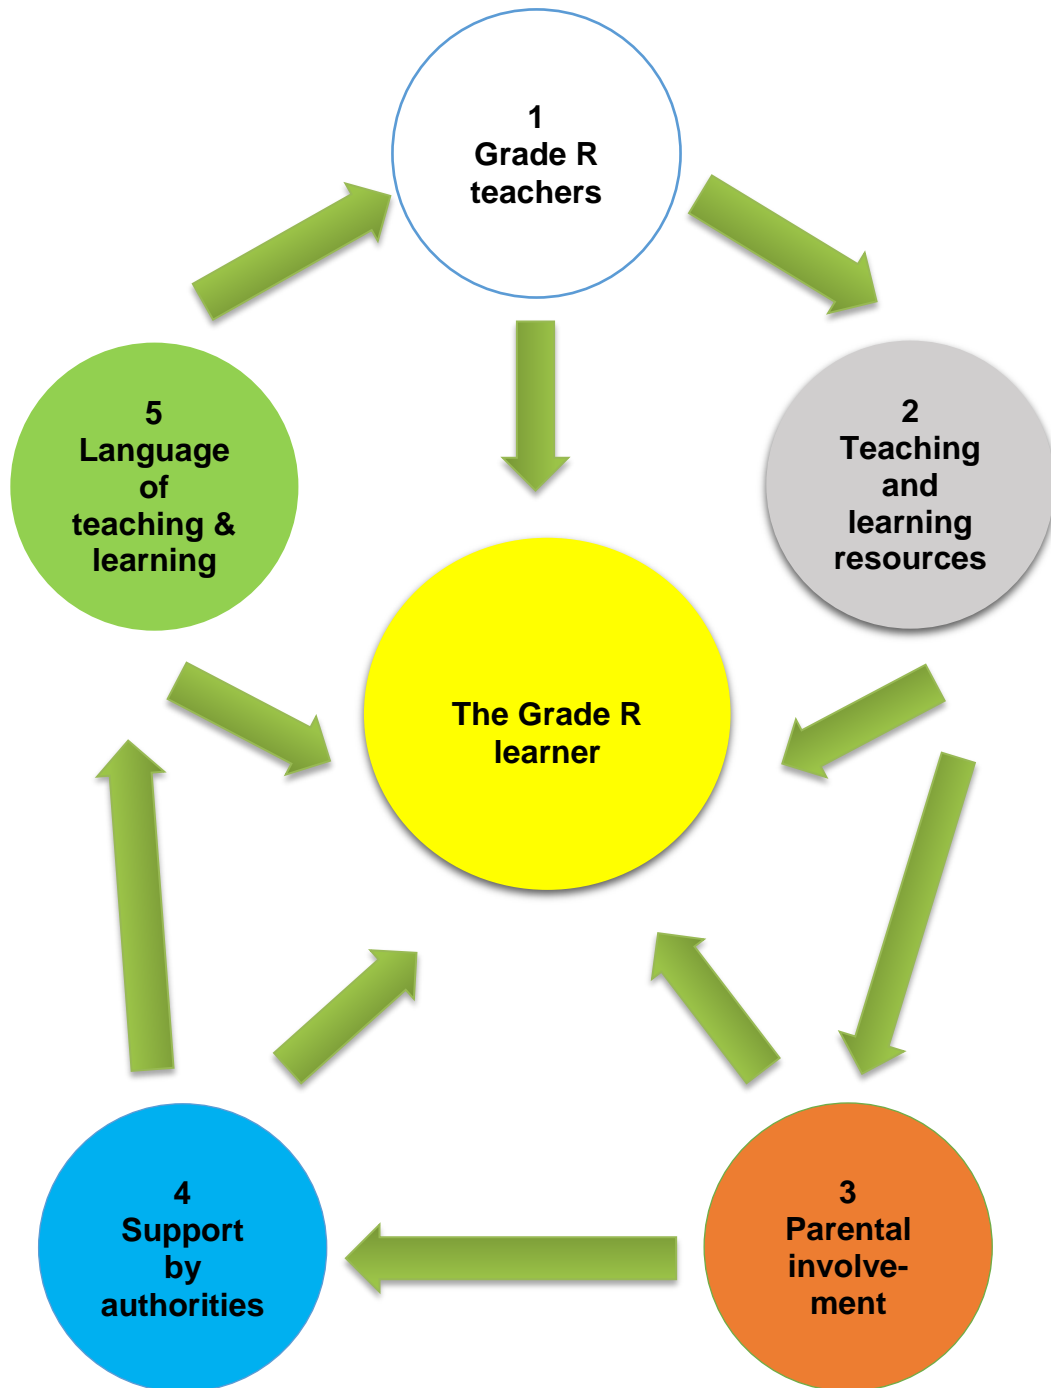 1
Grade R
teachers
5
Language
of
teaching &
learning
2
Teaching
and
learning
resources
The Grade R
learner
4
Support
by
authorities
3
Parental
involve-
ment